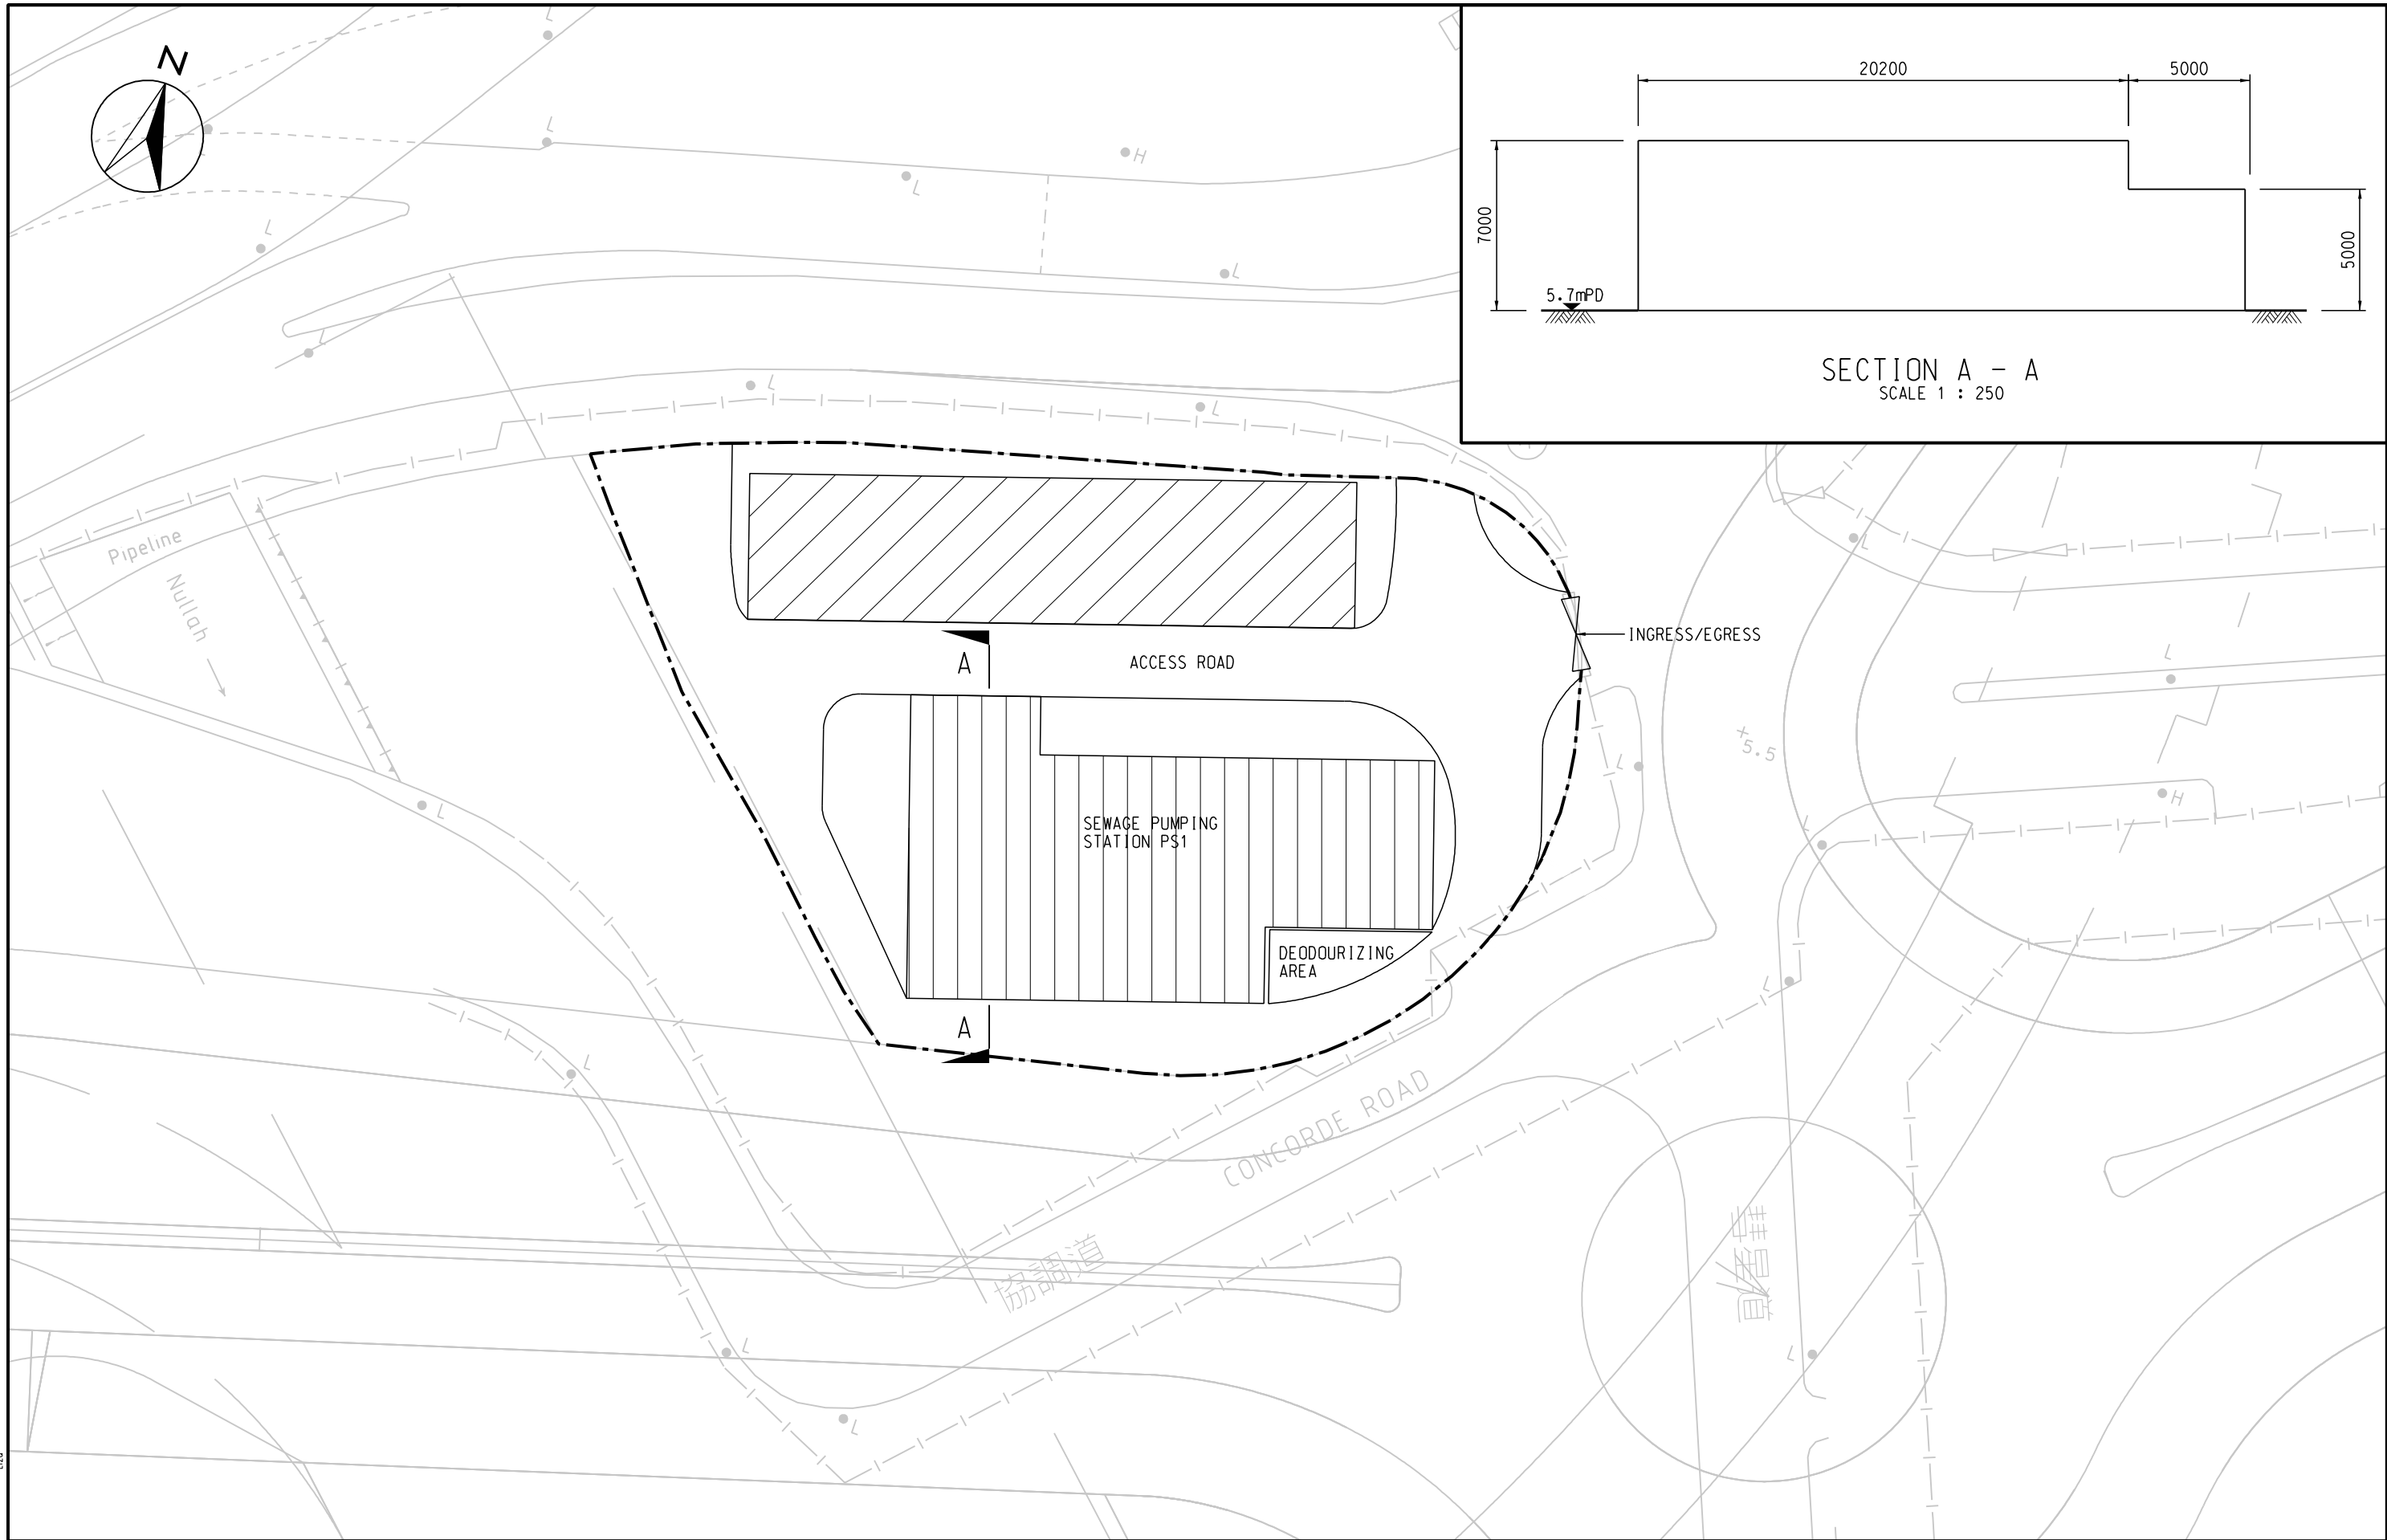 N
20200
5000
7000
5000
5.7mPD
SECTION A - A
SCALE 1 : 250
L
L
L
L
H
L
L
L
L
L
Pipeline
Nullah
INGRESS/EGRESS
A
ACCESS ROAD
SEWAGE PUMPING
STATION PS1
DEODOURIZING
AREA
A
5.5
L
L
L
H
L
L
L
L
CONCORDE ROAD
協調道
L
L
L